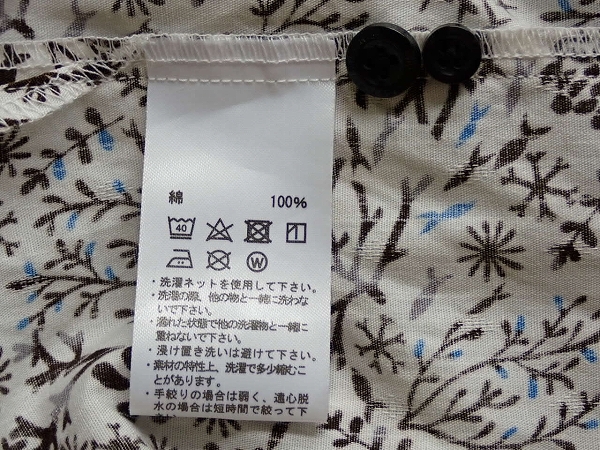 綿 100%
40
W
・洗濯ネットを使用して下さい。
・洗濯の際、他の物と一緒に洗わな
いで下さい。
・濡れた状態で他の洗濯物と一緒に
重ねないで下さい。
・浸け置き洗いは避けて下さい。
・素材の特性上、洗濯で多少縮むこ
とがあります。
・手絞りの場合は弱く、遠心脱
水の場合は短時間で絞って下